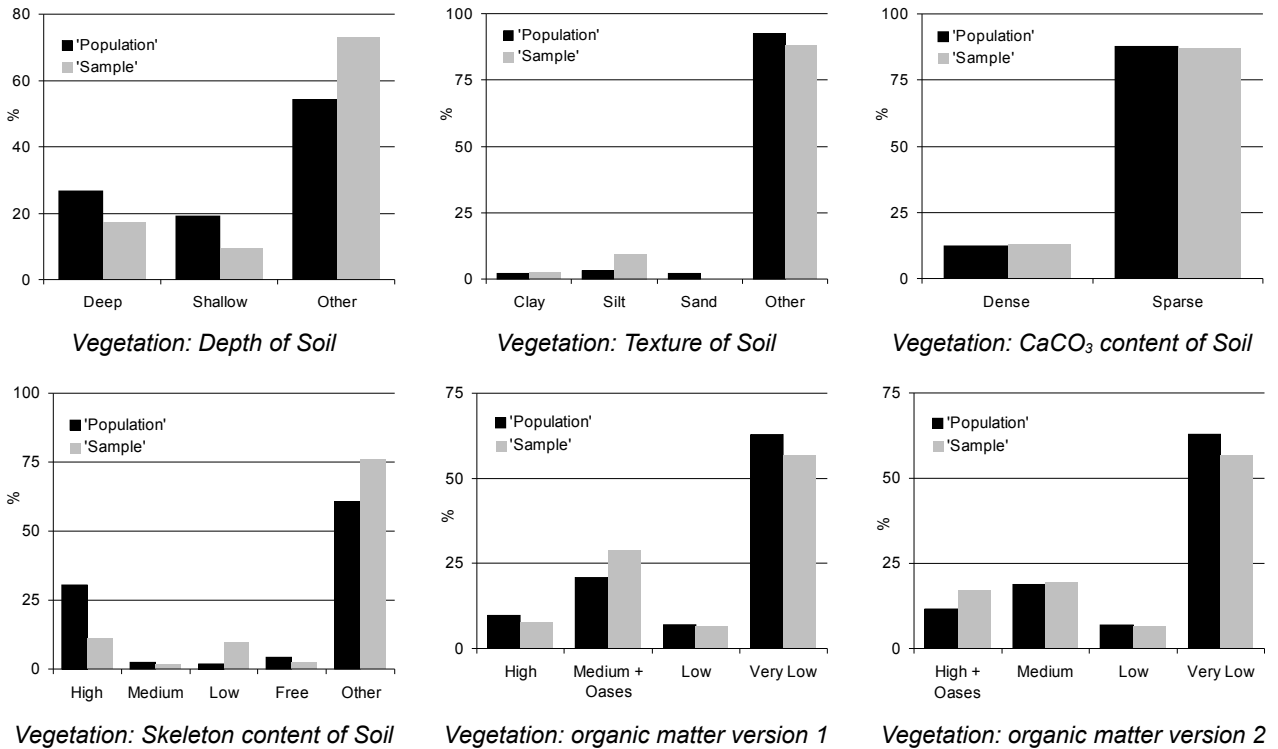 80
60
40
20
0
%
'Population'
'Sample'
Deep Shallow Other
Vegetation: Depth of Soil
100
75
50
25
0
%
'Population'
'Sample'
Clay Silt Sand Other
Vegetation: Texture of Soil
100
75
50
25
0
%
'Population'
'Sample'
Dense Sparse
Vegetation: CaCO₃ content of Soil
100
75
50
25
0
%
'Population'
'Sample'
High Medium Low Free Other
Vegetation: Skeleton content of Soil
75
50
25
0
%
'Population'
'Sample'
High Medium + Low Very Low
Oases
Vegetation: organic matter version 1
75
50
25
0
%
'Population'
'Sample'
High + Medium Low Very Low
Oases
Vegetation: organic matter version 2